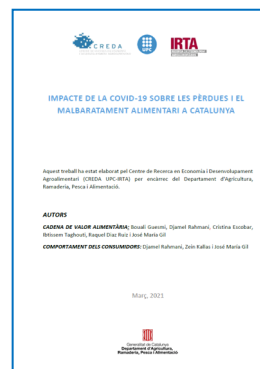 CREDA
UPC
IRTA
IMPACTE DE LA COVID-19 SOBRE LES PÈRDUES I EL
MALBARATAMENT ALIMENTARI A CATALUNYA
Aquest treball ha estat elaborat pel Centre de Recerca en Economia i Desenvolupament
Agroalimentari (CREDA UPC-IRTA) per encàrrec del Departament d'Agricultura,
Ramaderia, Pesca i Alimentació.
AUTORS
CADENA DE VALOR ALIMENTÀRIA; Bouali Guesmi, Djamel Rahmani, Cristina Escobar,
Ibtissem Taghouti, Raquel Díaz Ruiz i José María Gil
COMPORTAMENT DELS CONSUMIDORS: Djamel Rahmani, Zein Kallas i José María Gil
Març, 2021
Generalitat de Catalunya
Departament d'Agricultura,
Ramaderia, Pesca i Alimentació